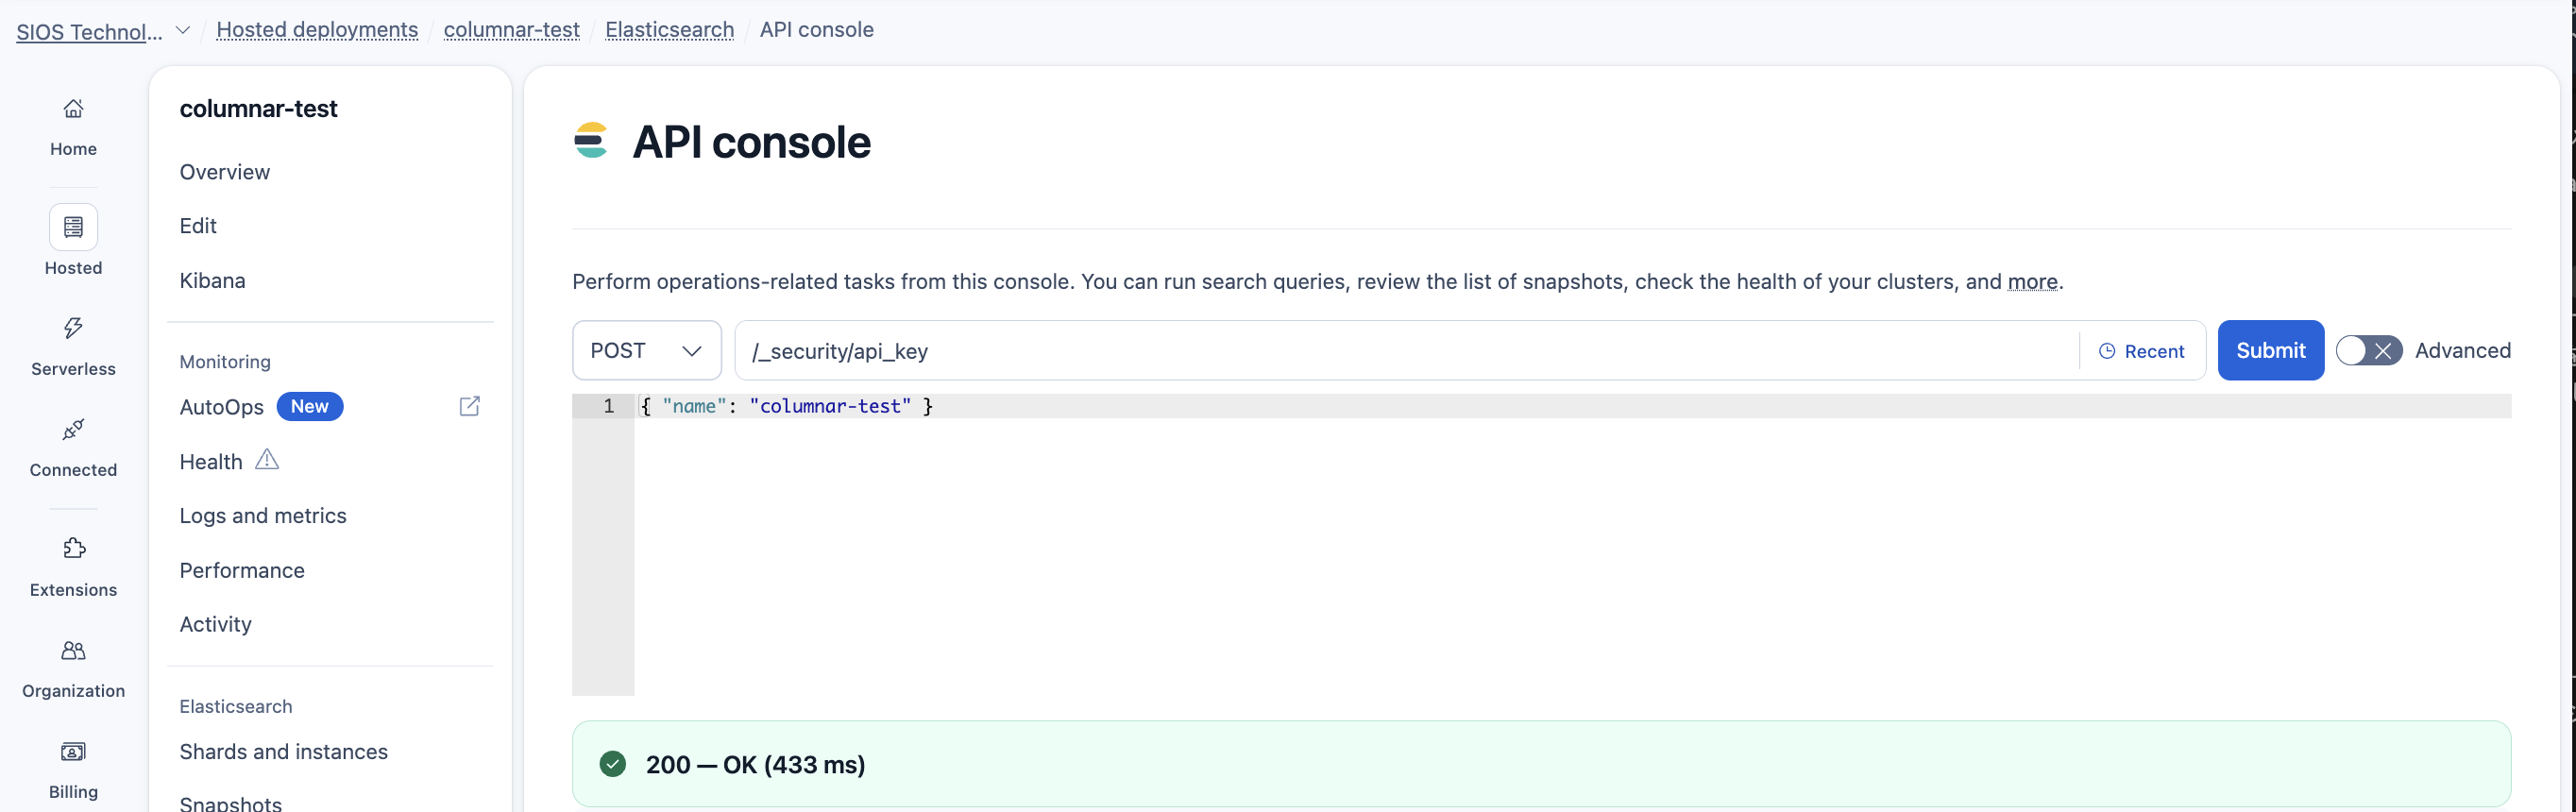 SIOS Technol... / Hosted deployments / columnar-test / Elasticsearch / API console
Home
Hosted
Serverless
Connected
Extensions
Organization
Billing
columnar-test
Overview
Edit
Kibana
Monitoring
AutoOps New
Health
Logs and metrics
Performance
Activity
Elasticsearch
Shards and instances
Snapshots
API console
Perform operations-related tasks from this console. You can run search queries, review the list of snapshots, check the health of your clusters, and more.
POST /_security/api_key Recent Submit Advanced
1 { "name": "columnar-test" }
200 — OK (433 ms)